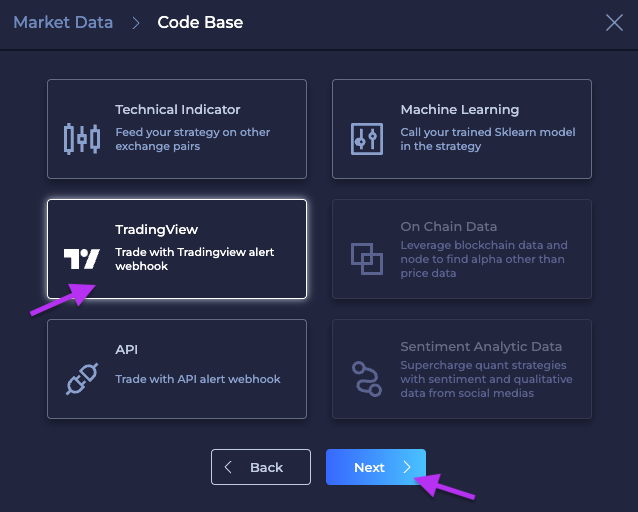 Market Data > Code Base
Technical Indicator
Feed your strategy on other
exchange pairs
Machine Learning
Call your trained Sklearn model
in the strategy
TradingView
Trade with Tradingview alert
webhook
On Chain Data
Leverage blockchain data and
node to find alpha other than
price data
API
Trade with API alert webhook
Sentiment Analytic Data
Supercharge quant strategies
with sentiment and qualitative
data from social medias
Back
Next